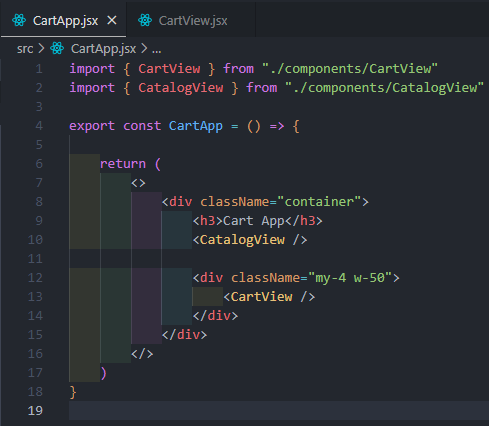 CartApp.jsx × CartView.jsx
src > CartApp.jsx > ...
1 import { CartView } from "./components/CartView"
2 import { CatalogView } from "./components/CatalogView"
3
4 export const CartApp = () => {
5
6     return (
7         <>
8             <div className="container">
9                 <h3>Cart App</h3>
10                 <CatalogView />
11
12                 <div className="my-4 w-50">
13                     <CartView />
14                 </div>
15             </div>
16         </>
17     )
18 }
19